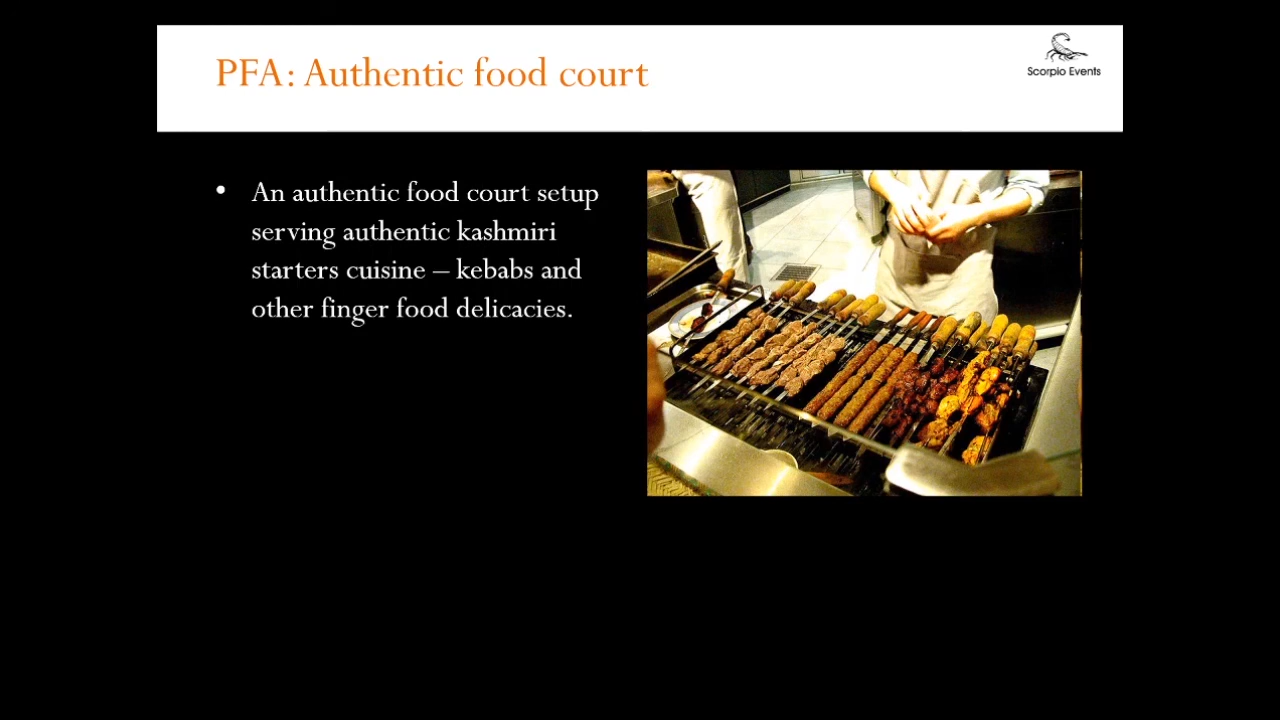 PFA: Authentic food court
Scorpio Events
• An authentic food court setup
serving authentic kashmiri
starters cuisine – kebabs and
other finger food delicacies.